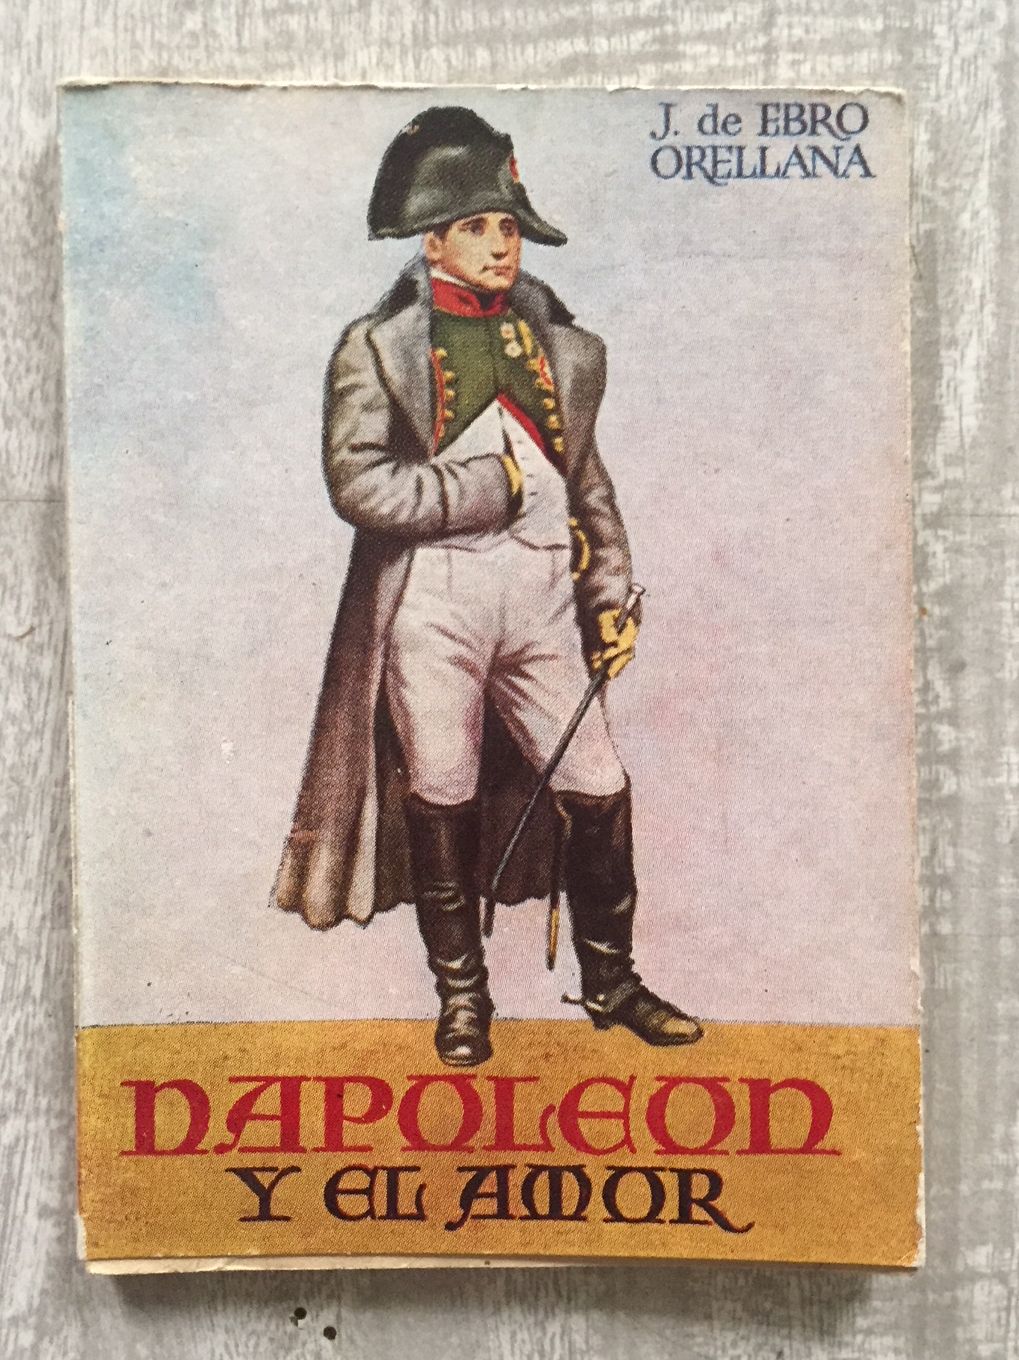 J. de EBRO
ORELLANA
NAPOLEON
Y EL AMOR